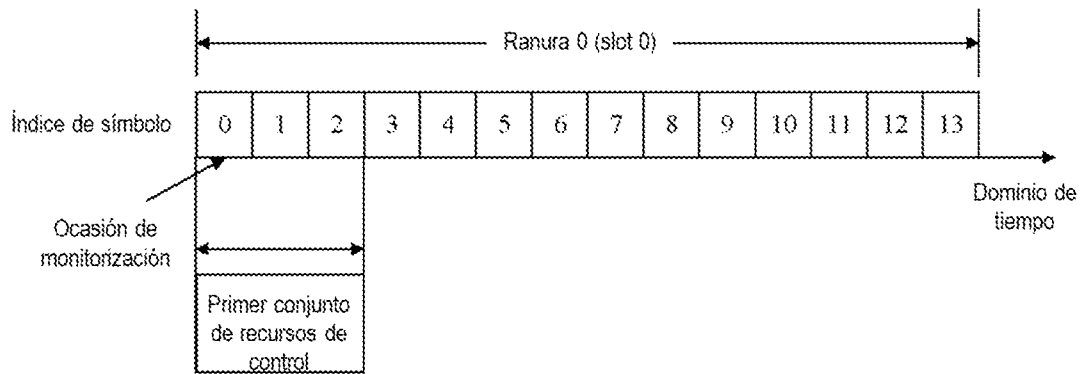 Ranura 0 (slot 0)
Índice de símbolo 0 1 2 3 4 5 6 7 8 9 10 11 12 13
Dominio de
tiempo
Ocasión de
monitorización
Primer conjunto
de recursos de
control